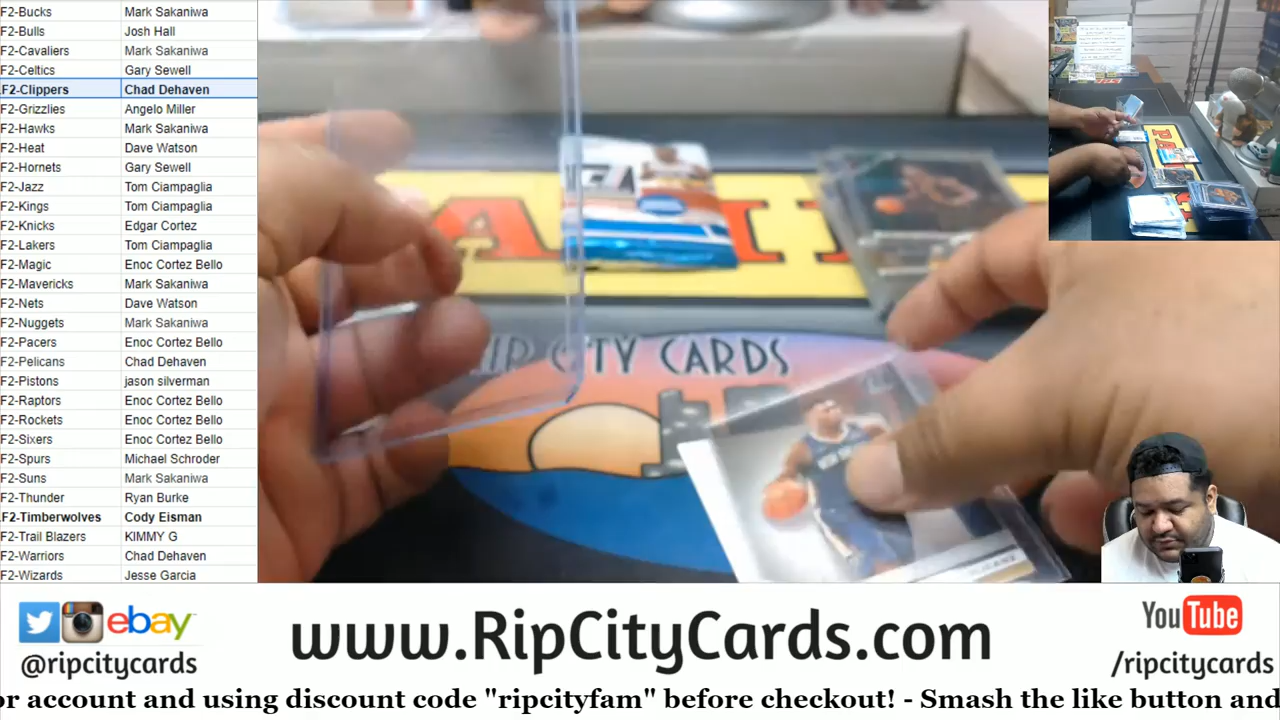 F2-Bucks Mark Sakaniwa
F2-Bulls Josh Hall
F2-Cavaliers Mark Sakaniwa
F2-Celtics Gary Sewell
F2-Clippers Chad Dehaven
F2-Grizzlies Angelo Miller
F2-Hawks Mark Sakaniwa
F2-Heat Dave Watson
F2-Hornets Gary Sewell
F2-Jazz Tom Ciampaglia
F2-Kings Tom Ciampaglia
F2-Knicks Edgar Cortez
F2-Lakers Tom Ciampaglia
F2-Magic Enoc Cortez Bello
F2-Mavericks Mark Sakaniwa
F2-Nets Dave Watson
F2-Nuggets Mark Sakaniwa
F2-Pacers Enoc Cortez Bello
F2-Pelicans Chad Dehaven
F2-Pistons jason silverman
F2-Raptors Enoc Cortez Bello
F2-Rockets Enoc Cortez Bello
F2-Sixers Enoc Cortez Bello
F2-Spurs Michael Schroder
F2-Suns Mark Sakaniwa
F2-Thunder Ryan Burke
F2-Timberwolves Cody Eisman
F2-Trail Blazers KIMMY G
F2-Warriors Chad Dehaven
F2-Wizards Jesse Garcia
RIP CITY CARDS
ebay
@ripcitycards
www.RipCityCards.com
YouTube
/ripcitycards
or account and using discount code "ripcityfam" before checkout! - Smash the like button and